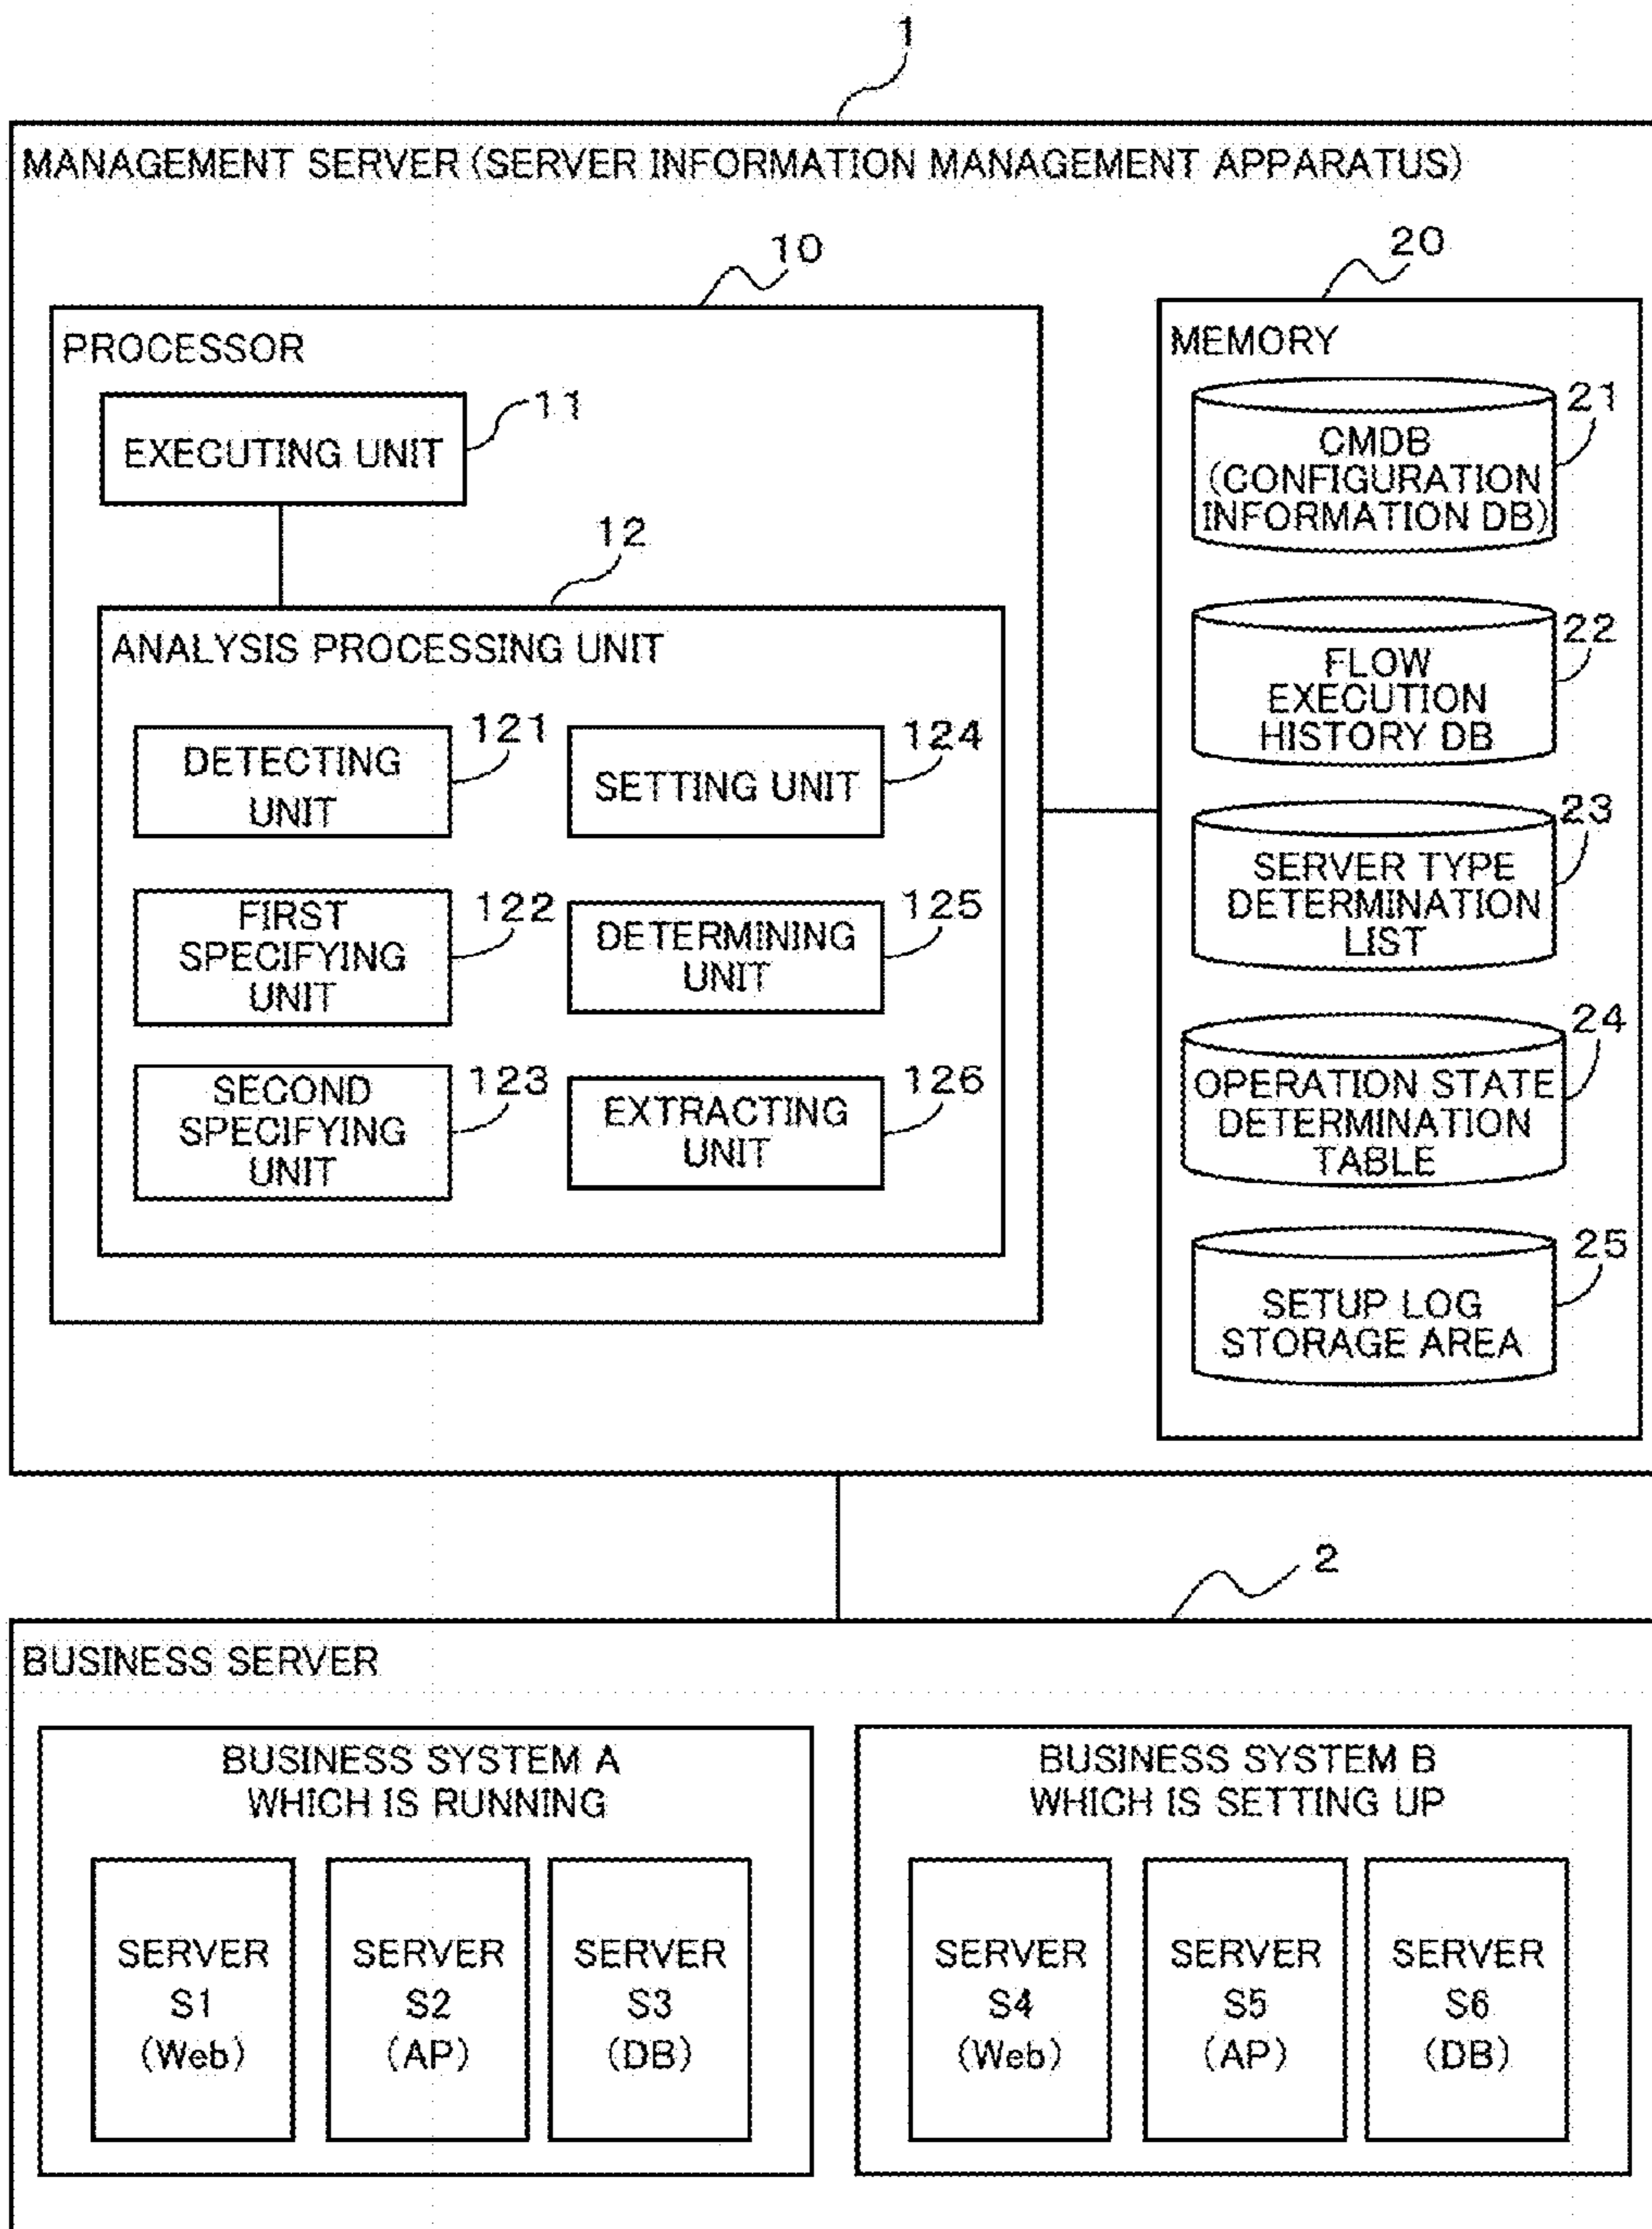 1
MANAGEMENT SERVER (SERVER INFORMATION MANAGEMENT APPARATUS)
10
20
PROCESSOR
11
EXECUTING UNIT
12
ANALYSIS PROCESSING UNIT
DETECTING
UNIT
121
FIRST
SPECIFYING
UNIT
122
SECOND
SPECIFYING
UNIT
123
SETTING UNIT
124
DETERMINING
UNIT
125
EXTRACTING
UNIT
126
MEMORY
CMDB
(CONFIGURATION
INFORMATION DB)
21
FLOW
EXECUTION
HISTORY DB
22
SERVER TYPE
DETERMINATION
LIST
23
OPERATION STATE
DETERMINATION
TABLE
24
SETUP LOG
STORAGE AREA
25
2
BUSINESS SERVER
BUSINESS SYSTEM A
WHICH IS RUNNING
SERVER
S1
(Web)
SERVER
S2
(AP)
SERVER
S3
(DB)
BUSINESS SYSTEM B
WHICH IS SETTING UP
SERVER
S4
(Web)
SERVER
S5
(AP)
SERVER
S6
(DB)